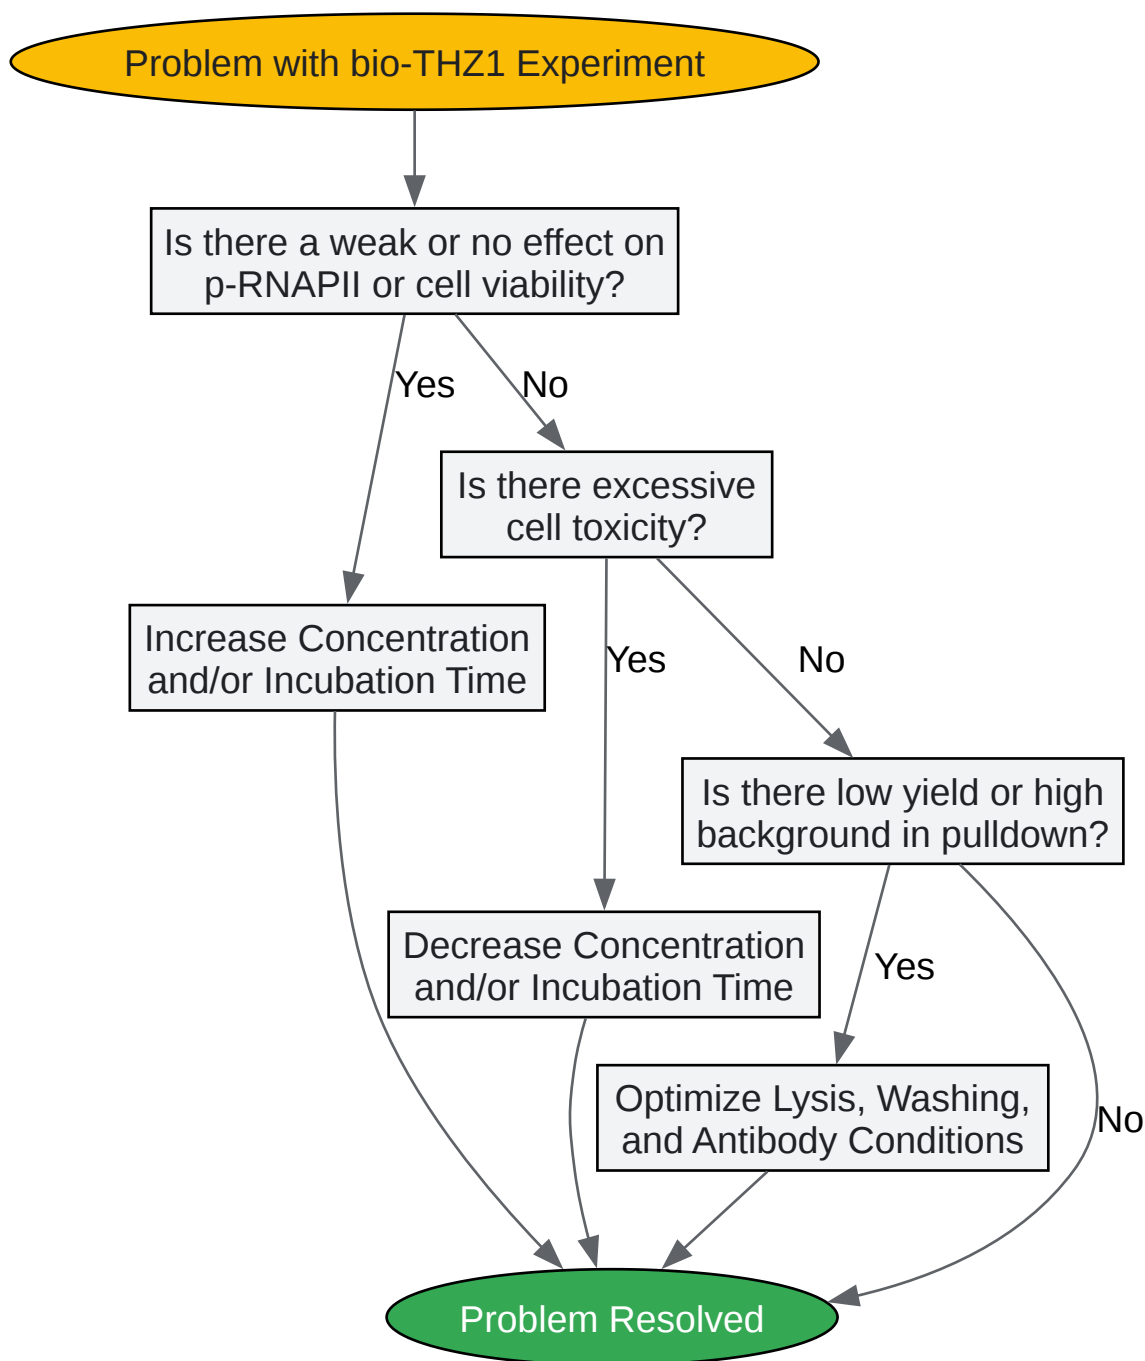 Problem with bio-THZ1 Experiment
Is there a weak or no effect on
p-RNAPII or cell viability?
Yes
No
Is there excessive
cell toxicity?
Increase Concentration
and/or Incubation Time
Yes
No
Is there low yield or high
background in pulldown?
Decrease Concentration
and/or Incubation Time
Yes
Optimize Lysis, Washing,
and Antibody Conditions
No
Problem Resolved